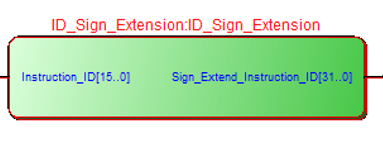 ID_Sign_Extension:ID_Sign_Extension
Instruction_ID[15..0] Sign_Extend_Instruction_ID[31..0]